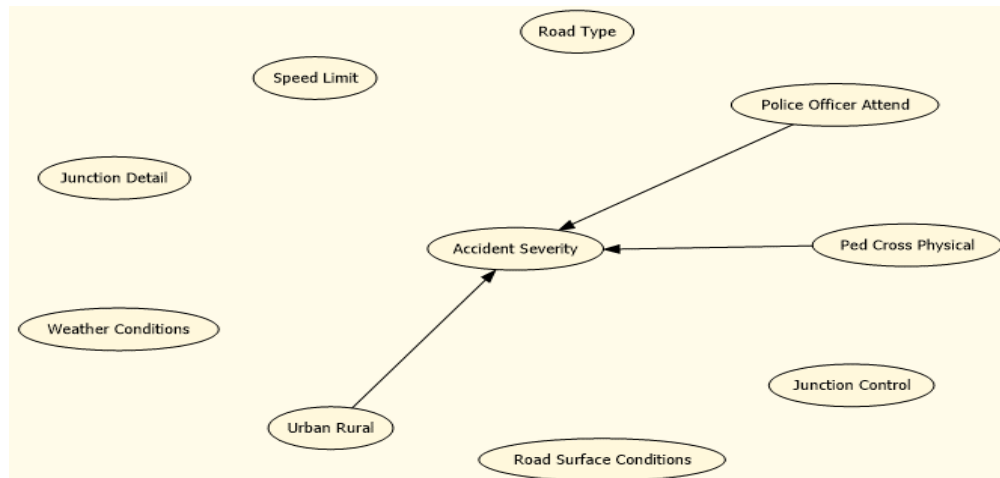 Road Type
Speed Limit
Police Officer Attend
Junction Detail
Accident Severity
Ped Cross Physical
Weather Conditions
Junction Control
Urban Rural
Road Surface Conditions